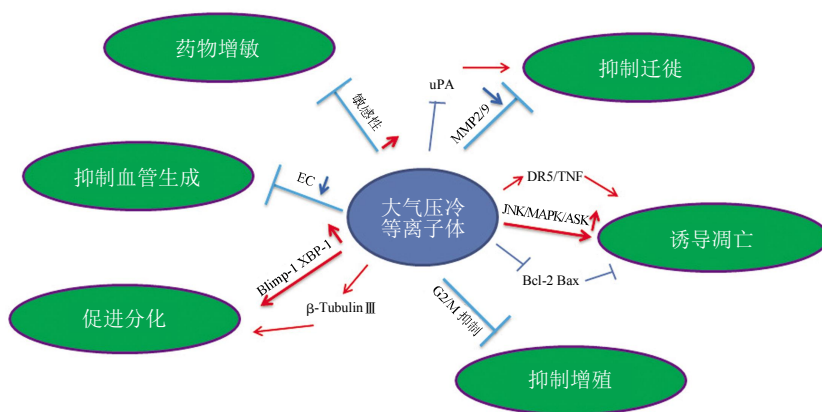 药物增敏
敏感性
uPA
MMP2/9
抑制迁徙
抑制血管生成
EC
大气压冷
等离子体
DR5/TNF
JNK/MAPK/ASK
诱导凋亡
Bcl-2 Bax
Blimp-1 XBP-1
β-Tubulin Ⅲ
促进分化
G2/M 抑制
抑制增殖